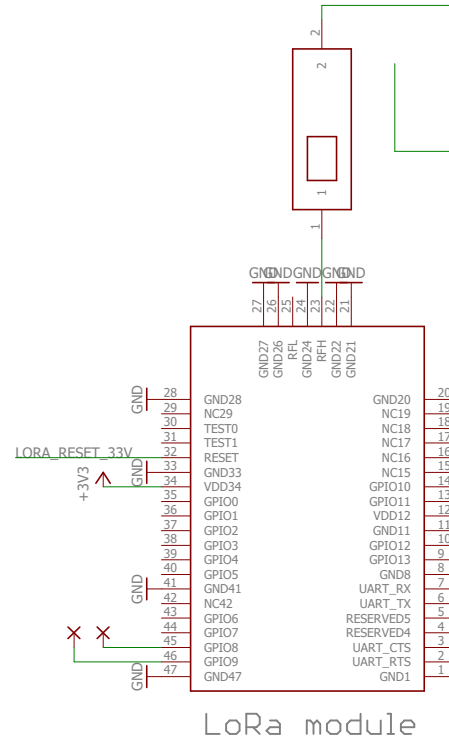 2
2
1
1
GND GND GND GND GND
27 26 25 24 23 22 21
GND27 GND26 RFL GND24 RFH GND22 GND21
GND 28 GND28 GND20 20
29 NC29 NC19 19
30 TEST0 NC18 18
31 TEST1 NC17 17
LORA_RESET_33V 32 RESET NC16 16
GND 33 GND33 NC15 15
+3V3 34 VDD34 GPIO10 14
35 GPIO0 GPIO11 13
36 GPIO1 VDD12 12
37 GPIO2 GND11 11
38 GPIO3 GPIO12 10
39 GPIO4 GPIO13 9
40 GPIO5 GND8 8
GND 41 GND41 UART_RX 7
42 NC42 UART_TX 6
43 GPIO6 RESERVED5 5
44 GPIO7 RESERVED4 4
45 GPIO8 UART_CTS 3
46 GPIO9 UART_RTS 2
GND 47 GND47 GND1 1
LoRa module